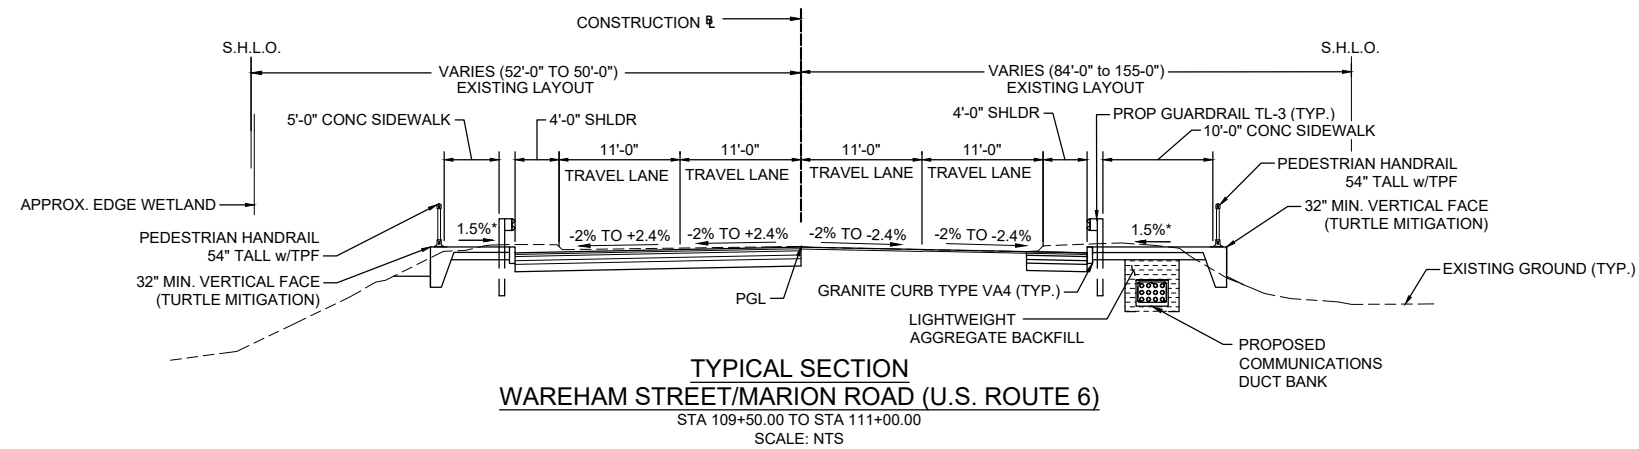 CONSTRUCTION ℄
S.H.L.O.
S.H.L.O.
VARIES (52'-0" TO 50'-0")
EXISTING LAYOUT
VARIES (84'-0" to 155-0")
EXISTING LAYOUT
5'-0" CONC SIDEWALK
4'-0" SHLDR
4'-0" SHLDR
PROP GUARDRAIL TL-3 (TYP.)
10'-0" CONC SIDEWALK
11'-0"
TRAVEL LANE
11'-0"
TRAVEL LANE
11'-0"
TRAVEL LANE
11'-0"
TRAVEL LANE
PEDESTRIAN HANDRAIL
54" TALL w/TPF
APPROX. EDGE WETLAND
32" MIN. VERTICAL FACE
(TURTLE MITIGATION)
PEDESTRIAN HANDRAIL
54" TALL w/TPF
1.5%*
-2% TO +2.4%
-2% TO +2.4%
-2% TO -2.4%
-2% TO -2.4%
1.5%*
32" MIN. VERTICAL FACE
(TURTLE MITIGATION)
EXISTING GROUND (TYP.)
PGL
GRANITE CURB TYPE VA4 (TYP.)
LIGHTWEIGHT
AGGREGATE BACKFILL
PROPOSED
COMMUNICATIONS
DUCT BANK
TYPICAL SECTION
WAREHAM STREET/MARION ROAD (U.S. ROUTE 6)
STA 109+50.00 TO STA 111+00.00
SCALE: NTS